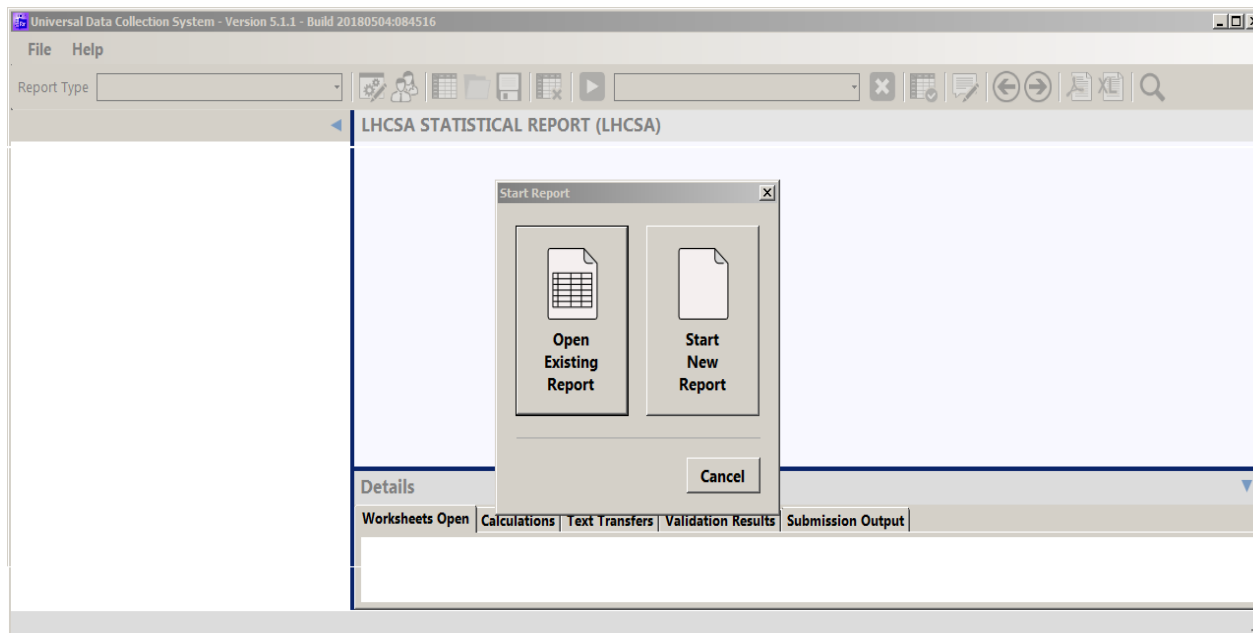 Universal Data Collection System - Version 5.1.1 - Build 20180504:084516
File Help
Report Type
LHCSA STATISTICAL REPORT (LHCSA)
Start Report
Open
Existing
Report
Start
New
Report
Cancel
Details
Worksheets Open Calculations Text Transfers Validation Results Submission Output